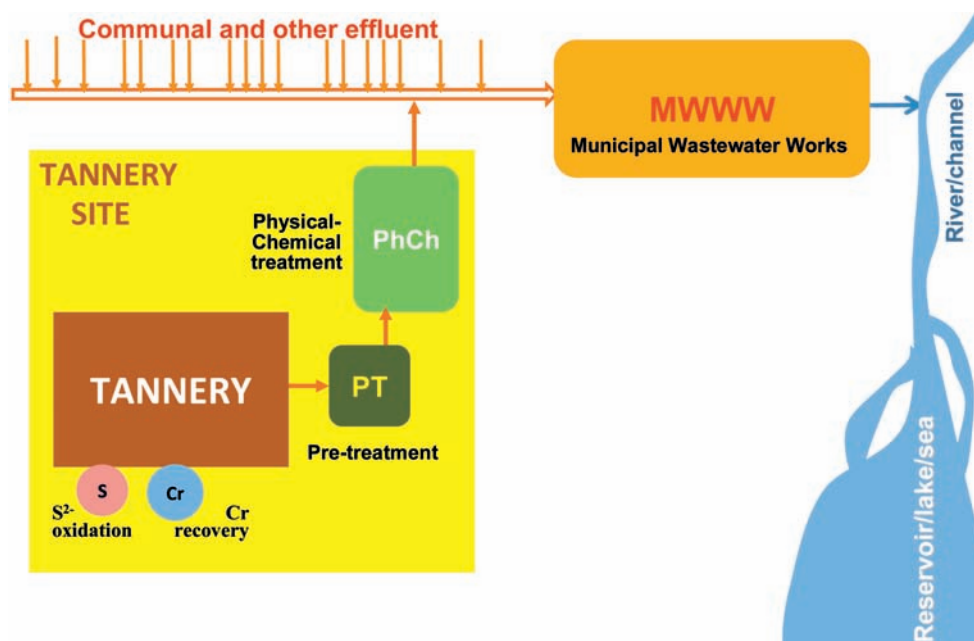 Communal and other effluent
MWWW
Municipal Wastewater Works
River/channel
TANNERY
SITE
Physical-
Chemical
treatment
PhCh
TANNERY
PT
Pre-treatment
S
Cr
S²⁻
oxidation
Cr
recovery
Reservoir/lake/sea